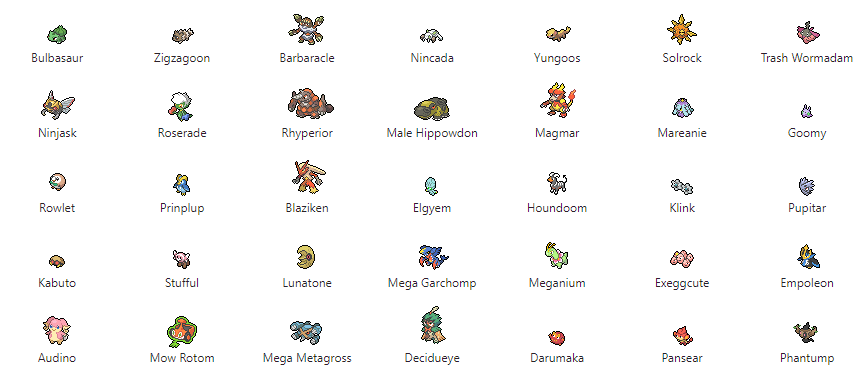 Bulbasaur Zigzagoon Barbaracle Nincada Yungoos Solrock Trash Wormadam
Ninjask Roserade Rhyperior Male Hippowdon Magmar Mareanie Goomy
Rowlet Prinplup Blaziken Elgyem Houndoom Klink Pupitar
Kabuto Stufful Lunatone Mega Garchomp Meganium Exeggcute Empoleon
Audino Mow Rotom Mega Metagross Decidueye Darumaka Pansear Phantump